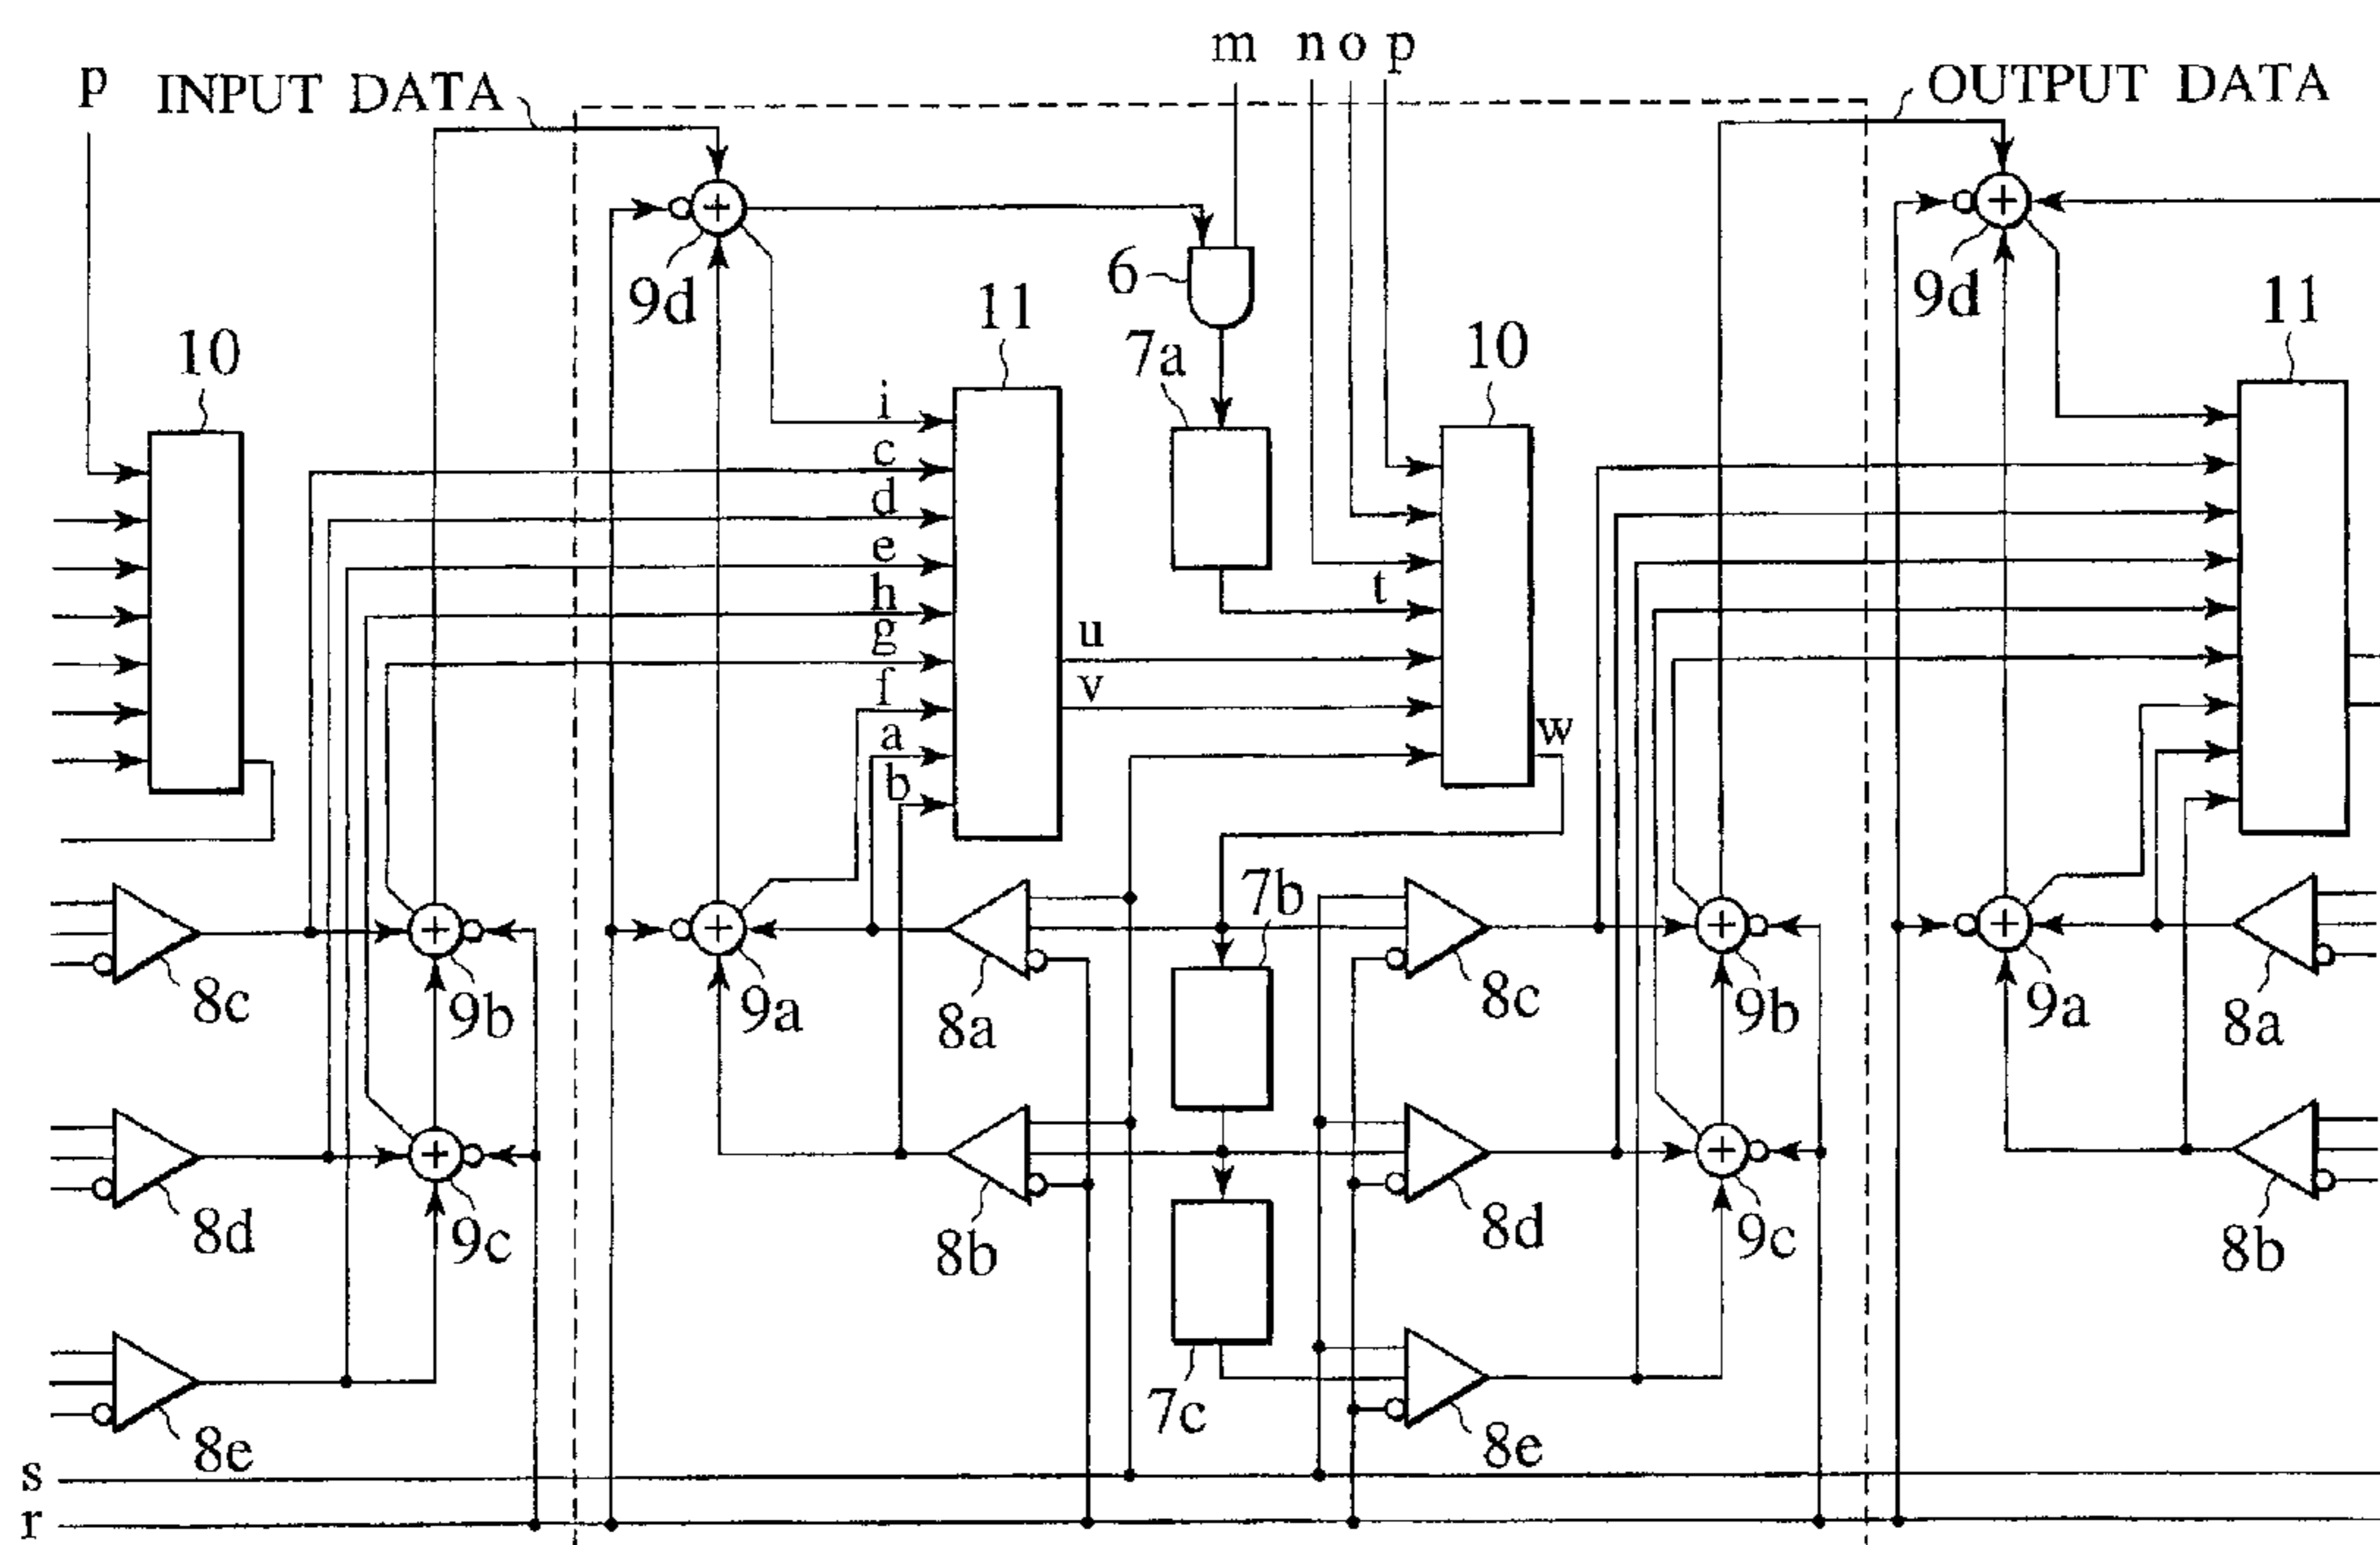 m n o p
p INPUT DATA OUTPUT DATA
9d 6 9d
11 11
10 7a 10
i
c
d
e
h
t
g u
f v
a w
b
7b
8c 9b 9a 8a 8c 9b 9a 8a
8d 9c 8b 8d 9c 8b
7c
8e 8e
s
r